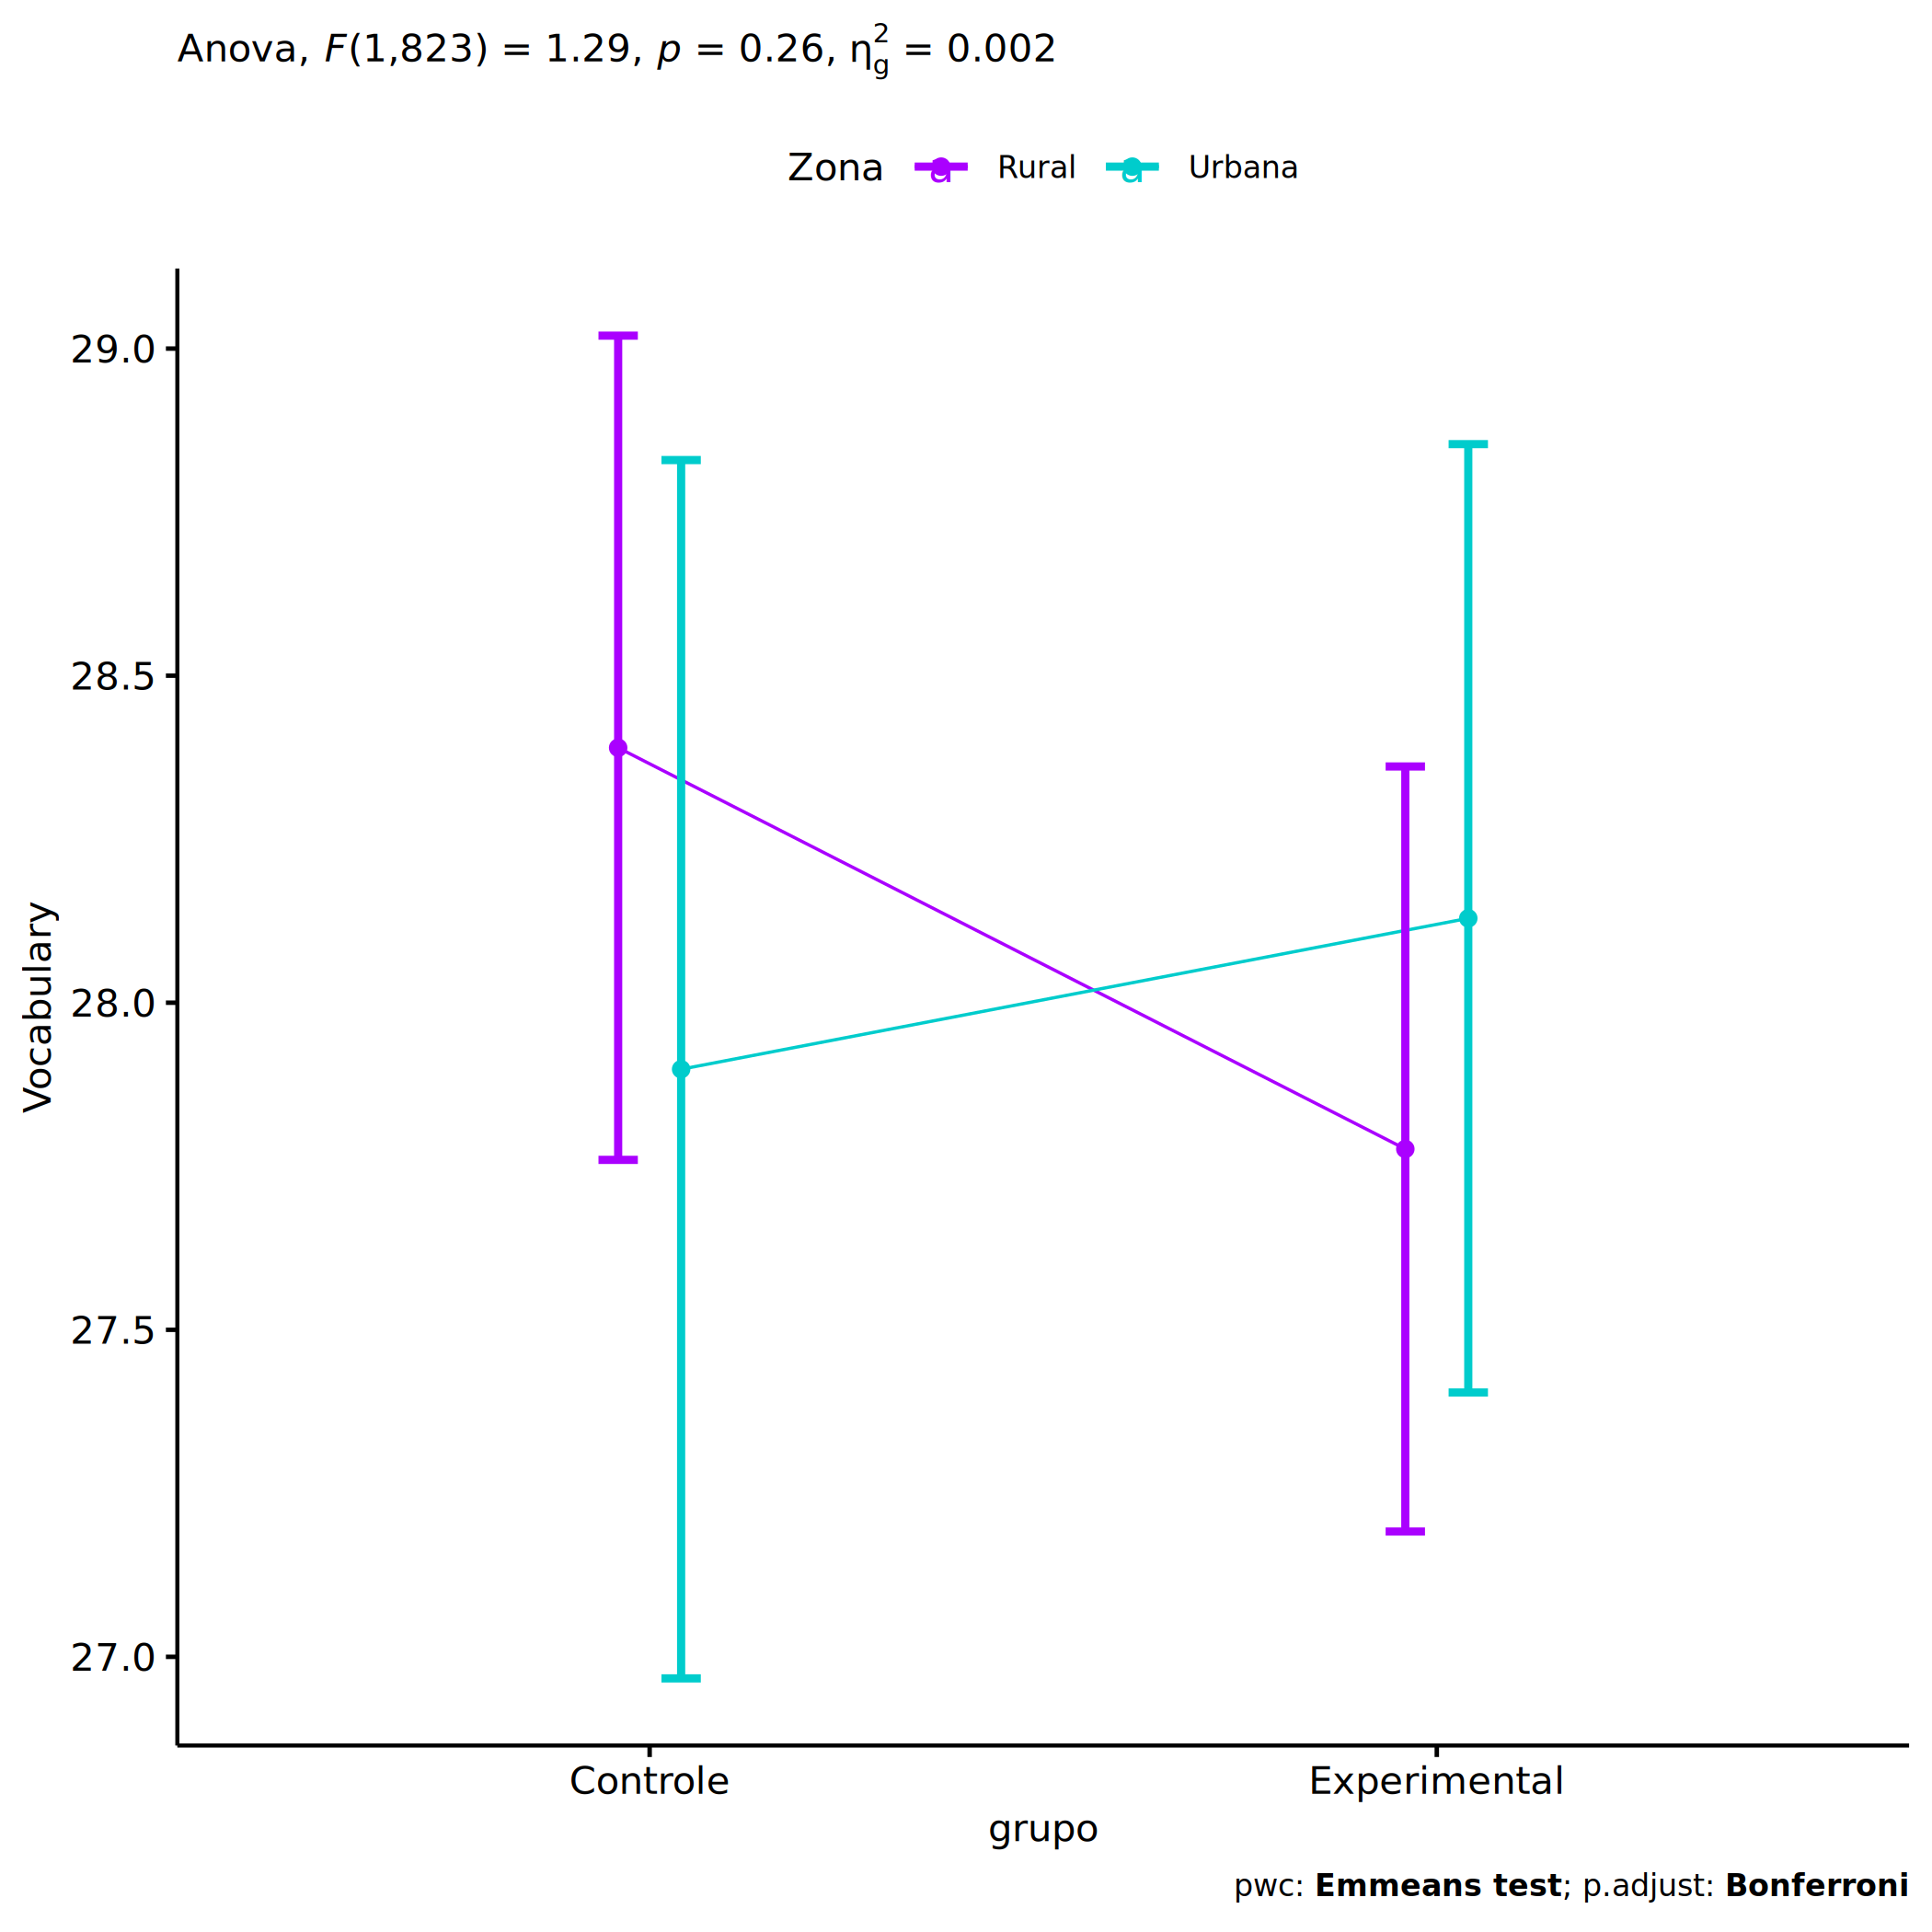 Anova, F(1,823) = 1.29, p = 0.26, η²g = 0.002
Zona a Rural a Urbana
29.0
28.5
28.0
27.5
27.0
Vocabulary
Controle Experimental
grupo
pwc: Emmeans test; p.adjust: Bonferroni